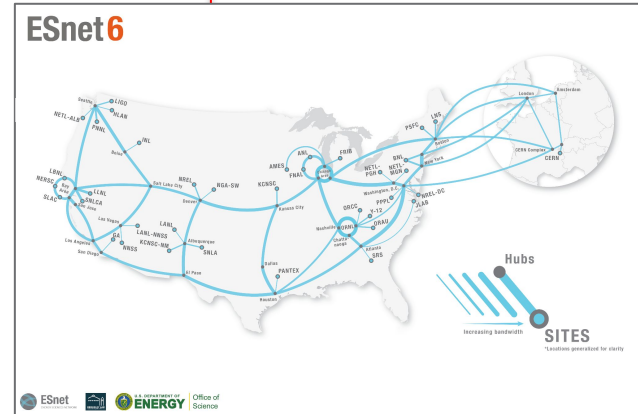 ESnet6
Seattle
LIGO
HLAN
NETL-ALB
PNNL
Boise
INL
LBNL
NERSC
Bay Area
LLNL
SNLCA
SLAC
San Jose
Salt Lake City
NREL
NGA-SW
Denver
Las Vegas
LANL
LANL-NNSS
GA
NNSS
KCNSC-NM
Albuquerque
SNLA
Los Angeles
San Diego
El Paso
KCNSC
Kansas City
Dallas
PANTEX
Houston
AMES
ANL
FNAL
FRIB
Nashville
ORNL
Chattanooga
ORCC
Y-12
ORAU
Atlanta
SRS
PPPL
NREL-DC
JLAB
Washington, D.C.
NETL-PGH
NETL-MGN
BNL
New York
PSFC
LNS
Boston
London
Amsterdam
CERN Complex
CERN
Hubs
SITES
Increasing bandwidth
*Locations generalized for clarity
ESnet
U.S. DEPARTMENT OF
ENERGY
Office of
Science